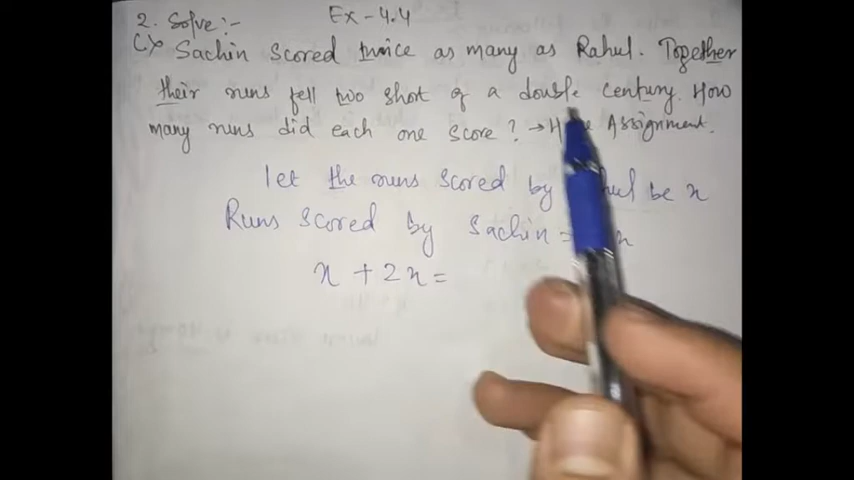 2. Solve:- Ex-4.4
C) Sachin scored twice as many as Rahul. Together
their runs fell two short of a double century. How
many runs did each one score? → Assignment.
let the runs scored by be x
Runs scored by Sachin = x
x + 2x =